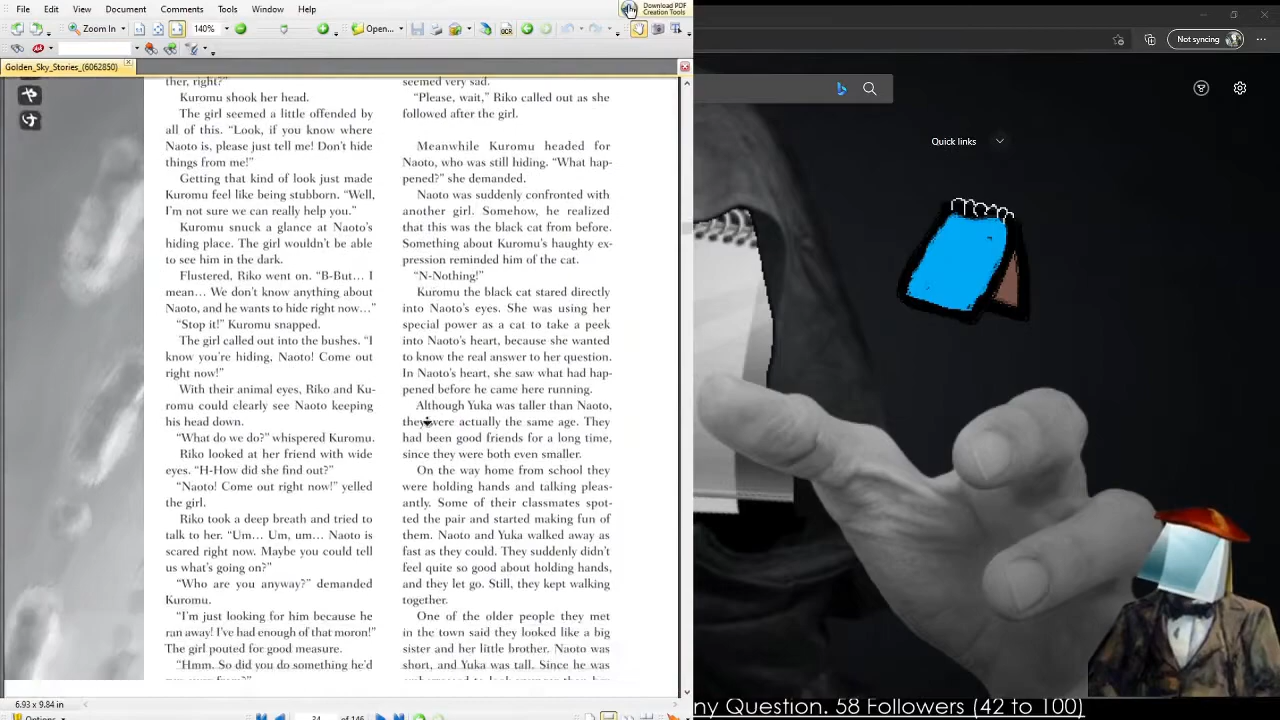 File
Edit
View
Document
Comments
Tools
Window
Help
Download PDF
Creation Tools
Zoom In
140%
Open...
OCR
Golden_Sky_Stories_(6062850)
Not syncing
Quick links
や
け
ther, right?”
Kuromu shook her head.
The girl seemed a little offended by
all of this. “Look, if you know where
Naoto is, please just tell me! Don’t hide
things from me!”
Getting that kind of look just made
Kuromu feel like being stubborn. “Well,
I’m not sure we can really help you.”
Kuromu snuck a glance at Naoto’s
hiding place. The girl wouldn’t be able
to see him in the dark.
Flustered, Riko went on. “B-But… I
mean… We don’t know anything about
Naoto, and he wants to hide right now…”
“Stop it!” Kuromu snapped.
The girl called out into the bushes. “I
know you’re hiding, Naoto! Come out
right now!”
With their animal eyes, Riko and Ku-
romu could clearly see Naoto keeping
his head down.
“What do we do?” whispered Kuromu.
Riko looked at her friend with wide
eyes. “H-How did she find out?”
“Naoto! Come out right now!” yelled
the girl.
Riko took a deep breath and tried to
talk to her. “Um… Um, um… Naoto is
scared right now. Maybe you could tell
us what’s going on?”
“Who are you anyway?” demanded
Kuromu.
“I’m just looking for him because he
ran away! I’ve had enough of that moron!”
The girl pouted for good measure.
“Hmm. So did you do something he’d
seemed very sad.
“Please, wait,” Riko called out as she
followed after the girl.
Meanwhile Kuromu headed for
Naoto, who was still hiding. “What hap-
pened?” she demanded.
Naoto was suddenly confronted with
another girl. Somehow, he realized
that this was the black cat from before.
Something about Kuromu’s haughty ex-
pression reminded him of the cat.
“N-Nothing!”
Kuromu the black cat stared directly
into Naoto’s eyes. She was using her
special power as a cat to take a peek
into Naoto’s heart, because she wanted
to know the real answer to her question.
In Naoto’s heart, she saw what had hap-
pened before he came here running.
Although Yuka was taller than Naoto,
they were actually the same age. They
had been good friends for a long time,
since they were both even smaller.
On the way home from school they
were holding hands and talking pleas-
antly. Some of their classmates spot-
ted the pair and started making fun of
them. Naoto and Yuka walked away as
fast as they could. They suddenly didn’t
feel quite so good about holding hands,
and they let go. Still, they kept walking
together.
One of the older people they met
in the town said they looked like a big
sister and her little brother. Naoto was
short, and Yuka was tall. Since he was
6.93 x 9.84 in
Options
34 of 146
ny Question. 58 Followers (42 to 100)